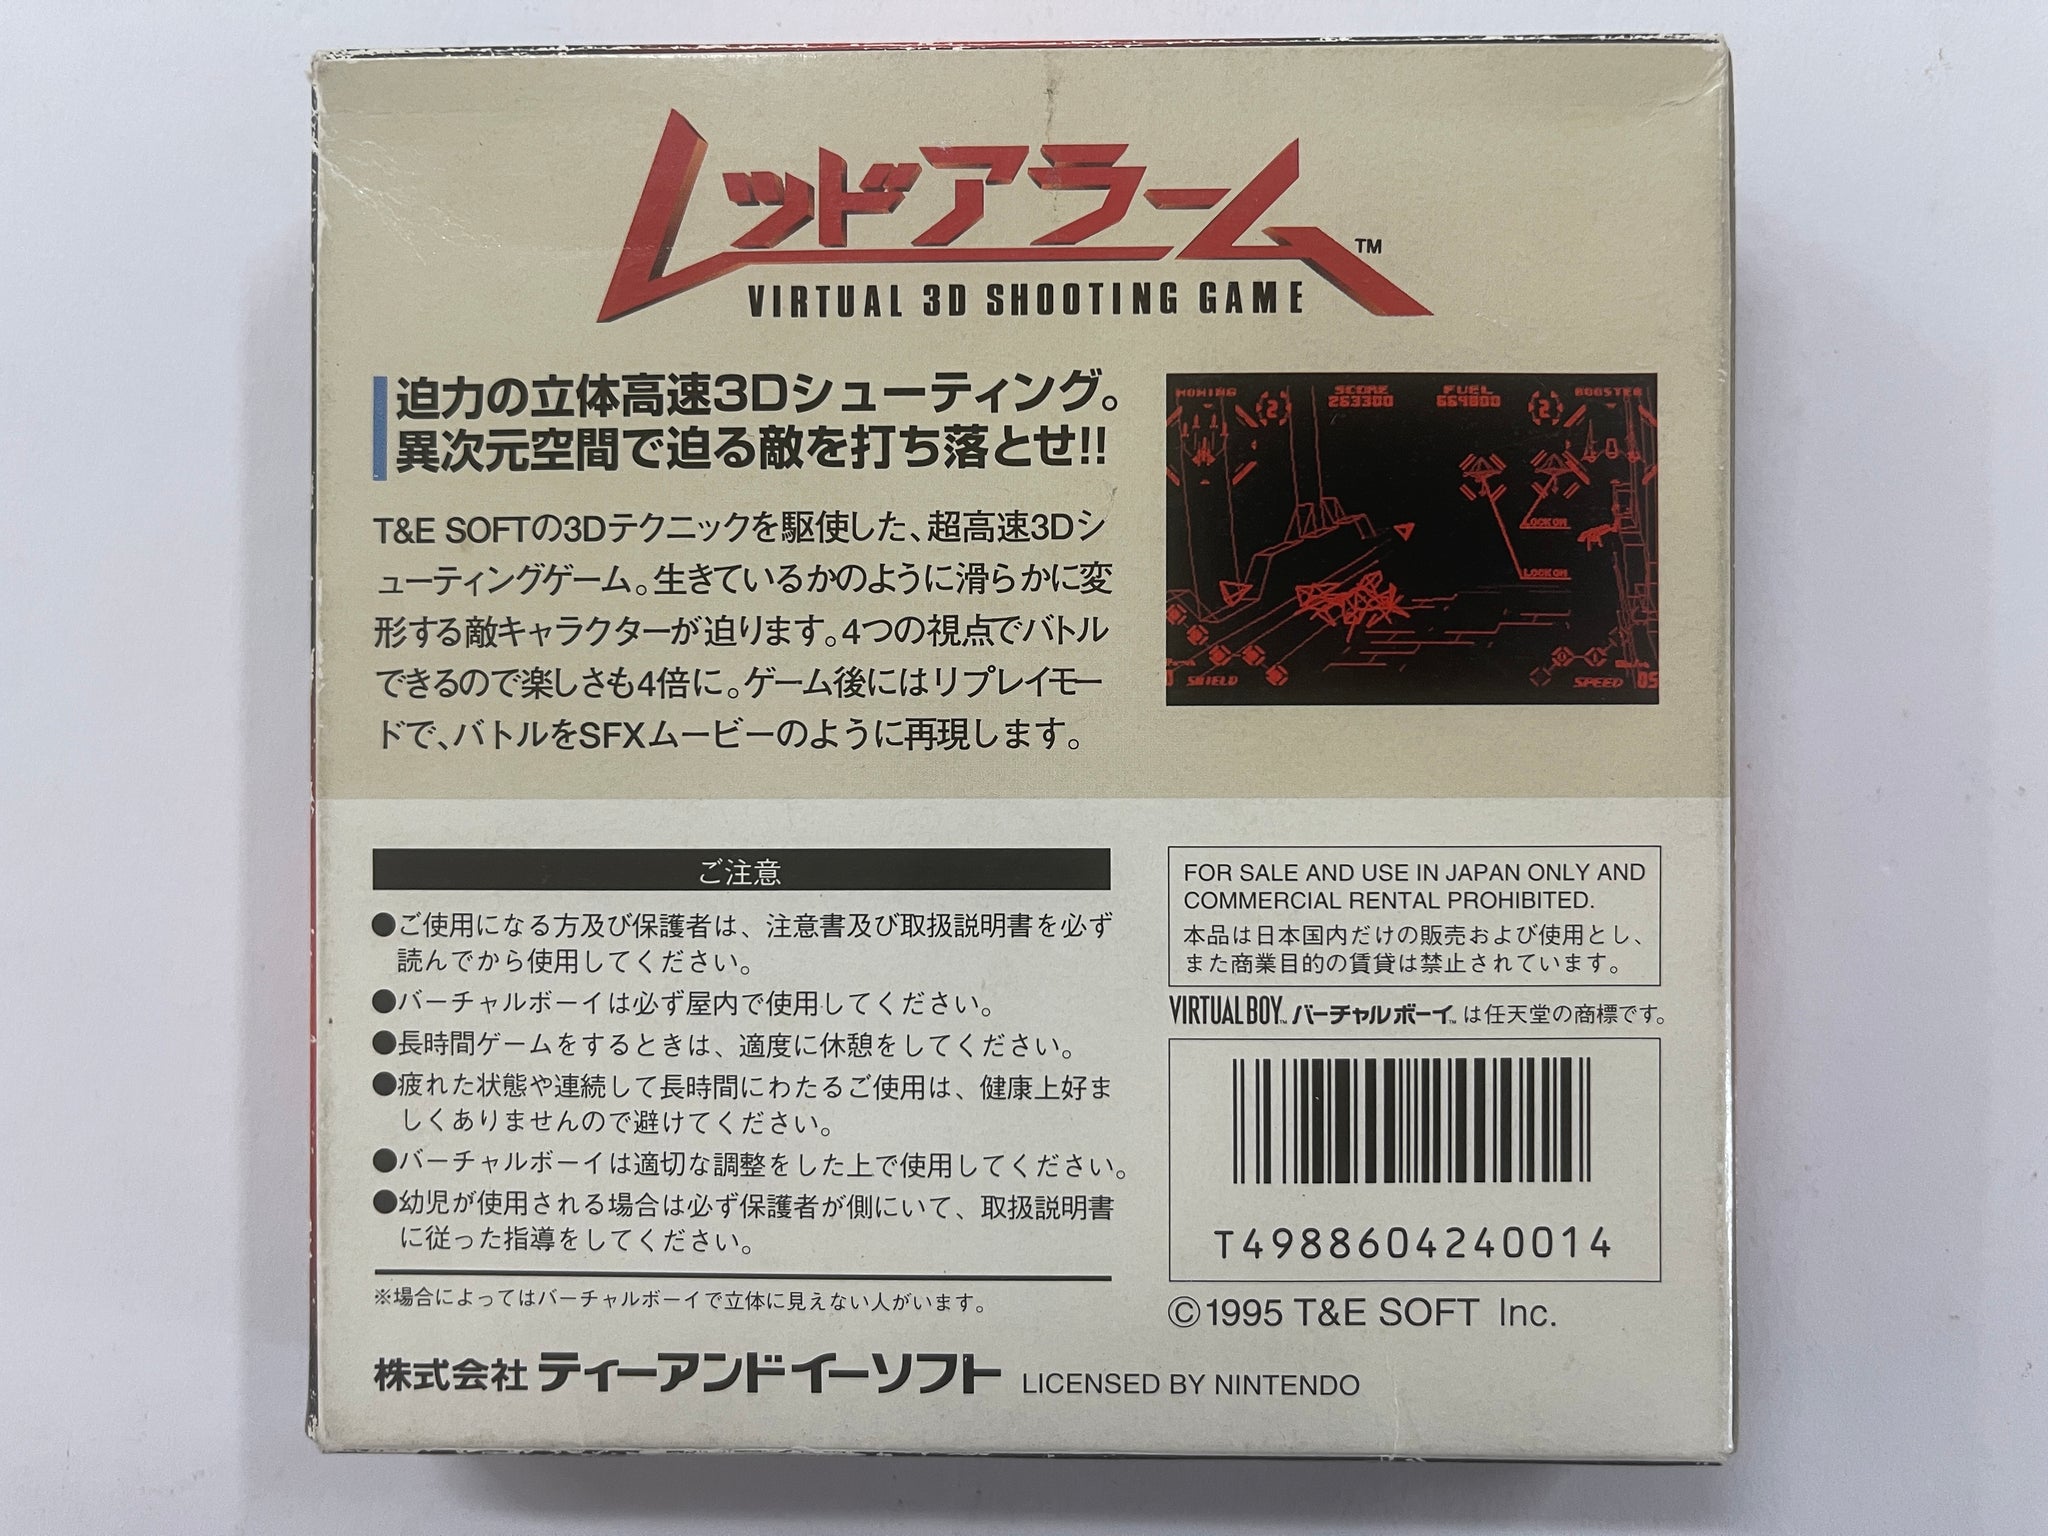 レッドアラーム™
VIRTUAL 3D SHOOTING GAME
迫力の立体高速3Dシューティング。
異次元空間で迫る敵を打ち落とせ!!
T&E SOFTの3Dテクニックを駆使した、超高速3Dシ
ューティングゲーム。生きているかのように滑らかに変
形する敵キャラクターが迫ります。4つの視点でバトル
できるので楽しさも4倍に。ゲーム後にはリプレイモー
ドで、バトルをSFXムービーのように再現します。
HOMING
SCORE
263300
FUEL
664800
BOOSTER
2
2
LOCK ON
LOCK ON
SHIELD
SPEED 05
ご注意
●ご使用になる方及び保護者は、注意書及び取扱説明書を必ず
読んでから使用してください。
●バーチャルボーイは必ず屋内で使用してください。
●長時間ゲームをするときは、適度に休憩をしてください。
●疲れた状態や連続して長時間にわたるご使用は、健康上好ま
しくありませんので避けてください。
●バーチャルボーイは適切な調整をした上で使用してください。
●幼児が使用される場合は必ず保護者が側にいて、取扱説明書
に従った指導をしてください。
※場合によってはバーチャルボーイで立体に見えない人がいます。
株式会社 ティーアンドイーソフト LICENSED BY NINTENDO
FOR SALE AND USE IN JAPAN ONLY AND
COMMERCIAL RENTAL PROHIBITED.
本品は日本国内だけの販売および使用とし、
また商業目的の賃貸は禁止されています。
VIRTUAL BOY™ バーチャルボーイ™ は任天堂の商標です。
T4988604240014
©1995 T&E SOFT Inc.